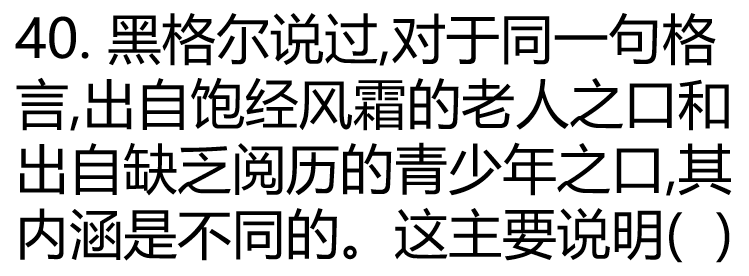 40. 黑格尔说过,对于同一句格
言,出自饱经风霜的老人之口和
出自缺乏阅历的青少年之口,其
内涵是不同的。这主要说明( )